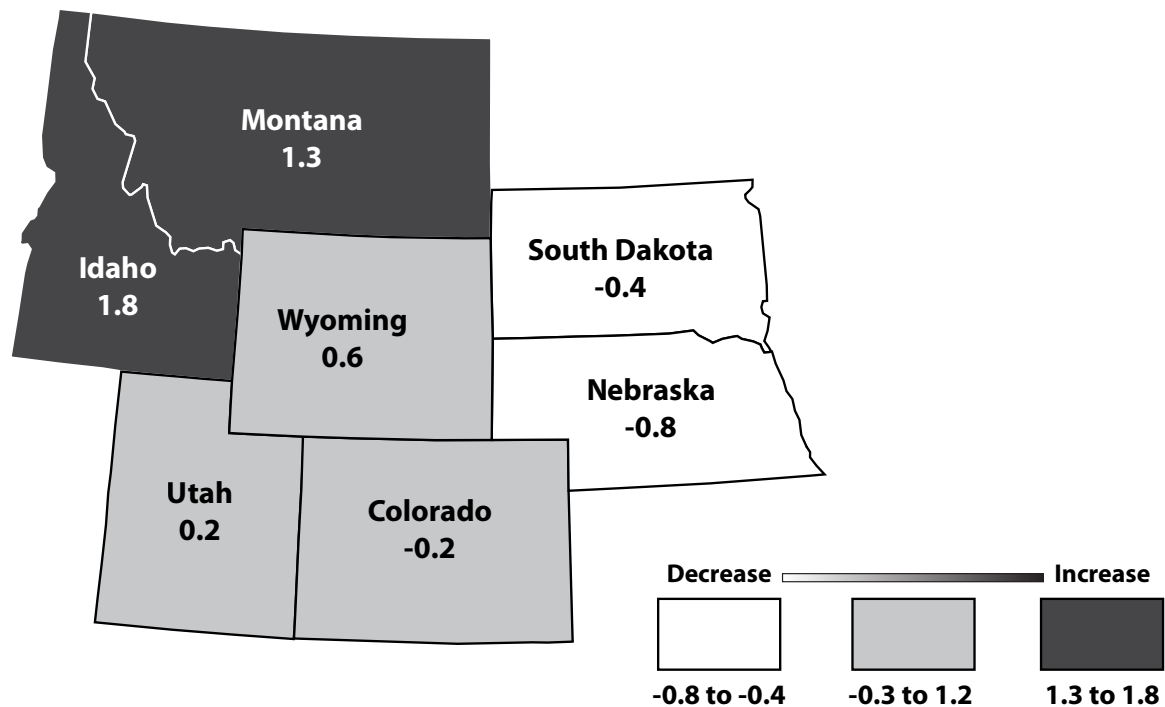 Montana
1.3
South Dakota
-0.4
Idaho
1.8
Wyoming
0.6
Nebraska
-0.8
Utah
0.2
Colorado
-0.2
Decrease Increase
-0.8 to -0.4 -0.3 to 1.2 1.3 to 1.8